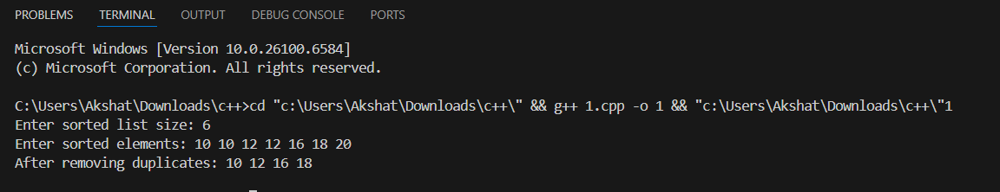 PROBLEMS TERMINAL OUTPUT DEBUG CONSOLE PORTS
Microsoft Windows [Version 10.0.26100.6584]
(c) Microsoft Corporation. All rights reserved.
C:\Users\Akshat\Downloads\c++>cd "c:\Users\Akshat\Downloads\c++\" && g++ 1.cpp -o 1 && "c:\Users\Akshat\Downloads\c++\"1
Enter sorted list size: 6
Enter sorted elements: 10 10 12 12 16 18 20
After removing duplicates: 10 12 16 18